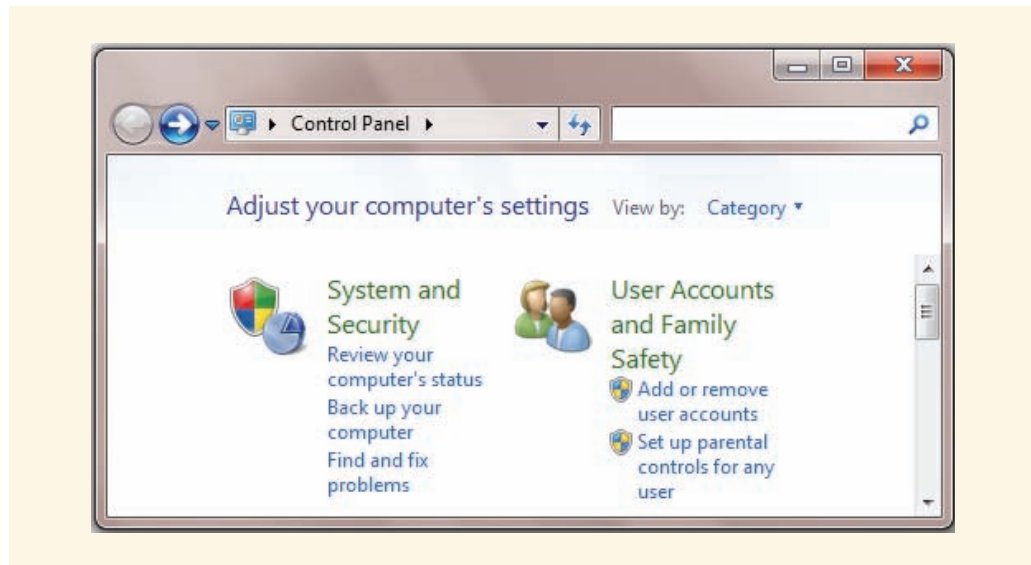 Control Panel
Adjust your computer's settings
View by: Category
System and
Security
Review your
computer's status
Back up your
computer
Find and fix
problems
User Accounts
and Family
Safety
Add or remove
user accounts
Set up parental
controls for any
user